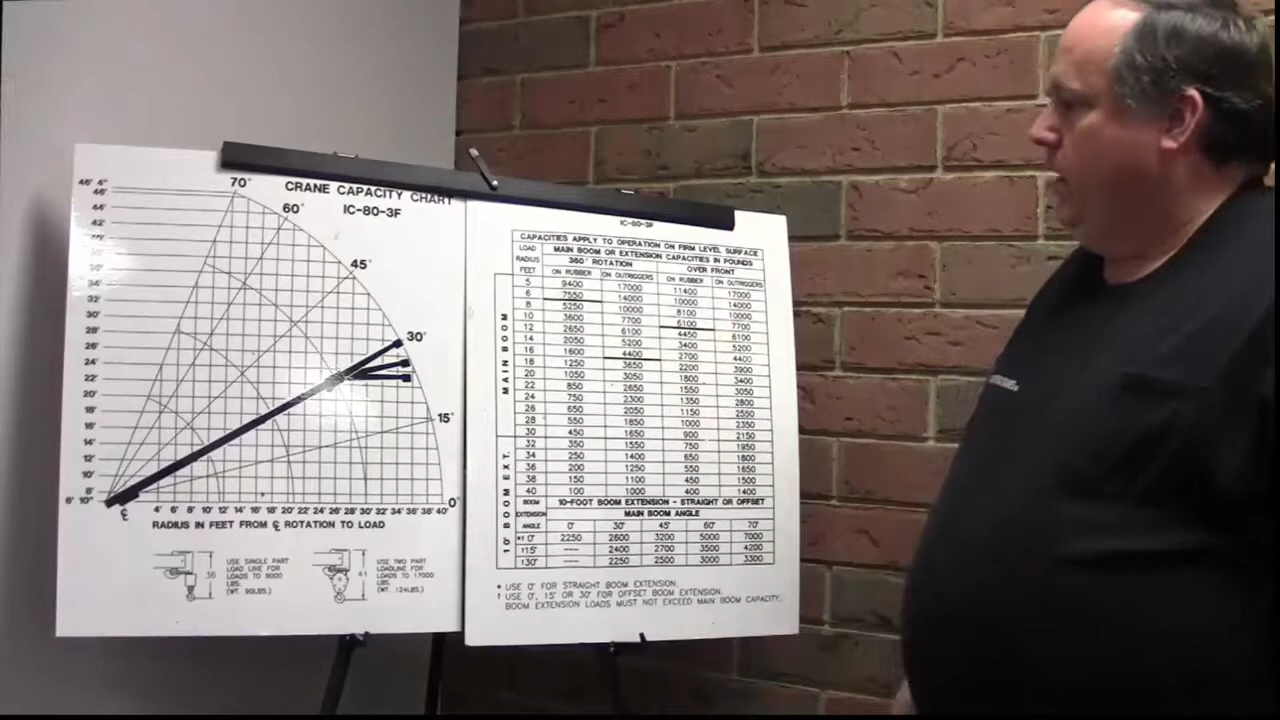 CRANE CAPACITY CHART
IC-80-3F
46' 4"
46'
44'
42'
34'
32'
30'
28'
26'
24'
22'
20'
18'
16'
14'
12'
10'
8'
6' 10"
70°
60°
45°
30°
15°
0°
4' 6' 8' 10' 12' 14' 16' 18' 20' 22' 24' 26' 28' 30' 32' 34' 36' 38' 40'
RADIUS IN FEET FROM ℄ ROTATION TO LOAD
36
USE SINGLE PART
LOAD LINE FOR
LOADS TO 8000
LBS.
(WT. 90LBS.)
41
USE TWO PART
LOADLINE FOR
LOADS TO 17000
LBS.
(WT. 124LBS.)
IC-80-3F
CAPACITIES APPLY TO OPERATION ON FIRM LEVEL SURFACE
LOAD RADIUS FEET
MAIN BOOM OR EXTENSION CAPACITIES IN POUNDS
360° ROTATION OVER FRONT
ON RUBBER ON OUTRIGGERS ON RUBBER ON OUTRIGGERS
MAIN BOOM
5 9400 17000 11400 17000
6 7550 14000 10000 14000
8 5250 10000 8100 10000
10 3600 7700 6100 7700
12 2650 6100 4450 6100
14 2050 5200 3400 5200
16 1600 4400 2700 4400
18 1250 3650 2200 3900
20 1050 3050 1800 3400
22 850 2650 1550 3050
24 750 2300 1350 2800
26 650 2050 1150 2550
28 550 1850 1000 2350
30 450 1650 900 2150
10' BOOM EXT.
32 350 1550 750 1950
34 250 1400 650 1800
36 200 1250 550 1650
38 150 1100 450 1500
40 100 1000 400 1400
BOOM EXTENSION ANGLE
10-FOOT BOOM EXTENSION - STRAIGHT OR OFFSET
MAIN BOOM ANGLE
0° 30° 45° 60° 70°
*† 0° 2250 2600 3200 5000 7000
†15° ---- 2400 2700 3500 4200
†30° ---- 2250 2500 3000 3300
* USE 0° FOR STRAIGHT BOOM EXTENSION.
† USE 0°, 15° OR 30° FOR OFFSET BOOM EXTENSION.
BOOM EXTENSION LOADS MUST NOT EXCEED MAIN BOOM CAPACITY.